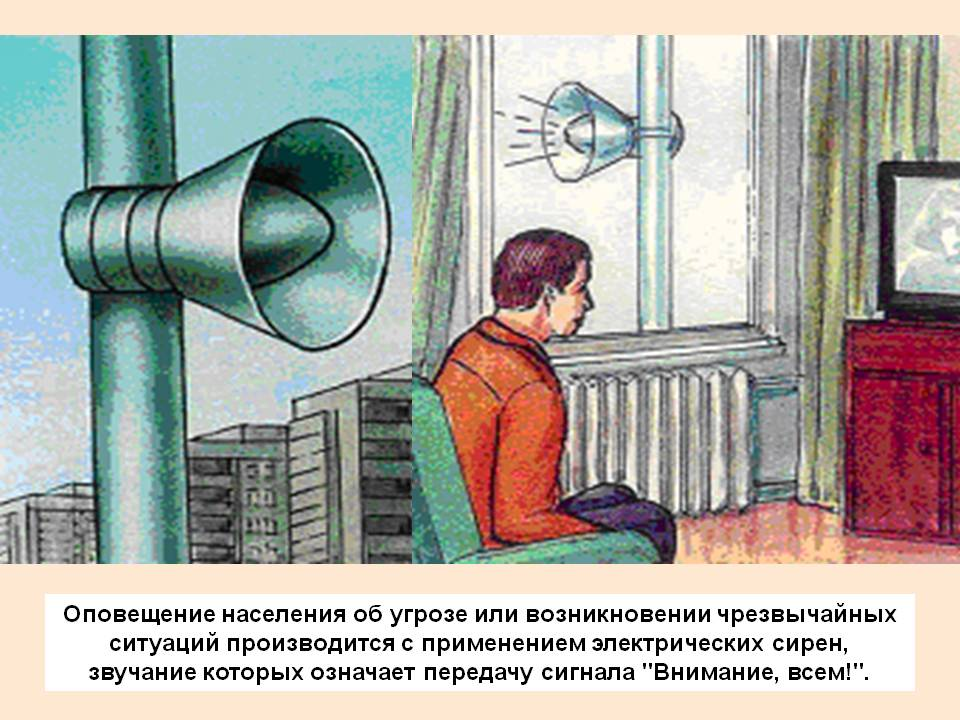 Оповещение населения об угрозе или возникновении чрезвычайных
ситуаций производится с применением электрических сирен,
звучание которых означает передачу сигнала "Внимание, всем!".